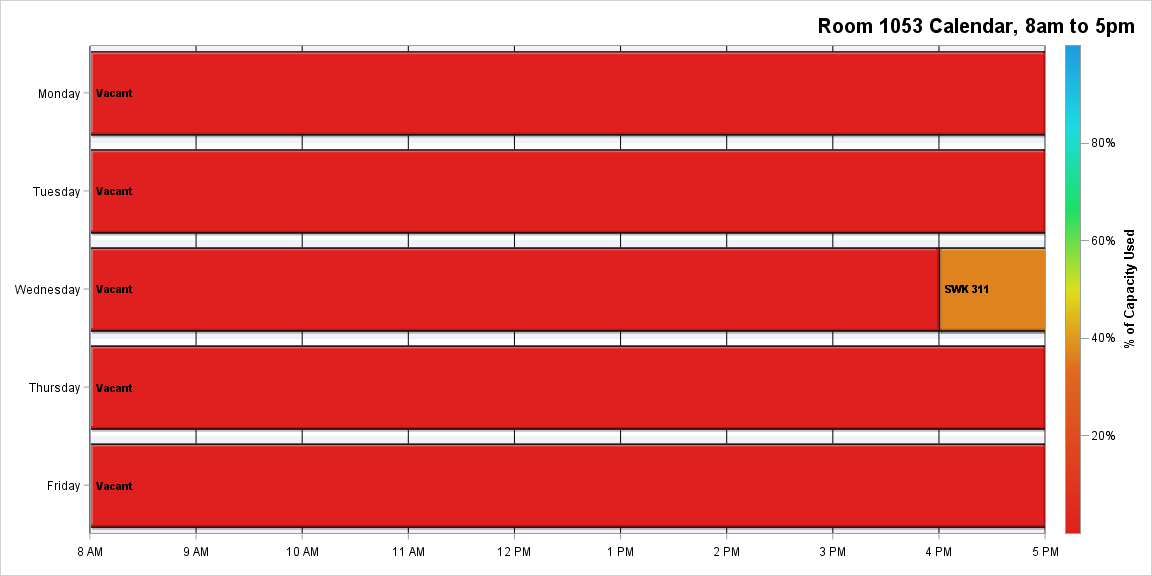 Room 1053 Calendar, 8am to 5pm
Monday
Vacant
Tuesday
Vacant
Wednesday
Vacant
SWK 311
Thursday
Vacant
Friday
Vacant
8 AM 9 AM 10 AM 11 AM 12 PM 1 PM 2 PM 3 PM 4 PM 5 PM
80%
60%
40%
20%
% of Capacity Used